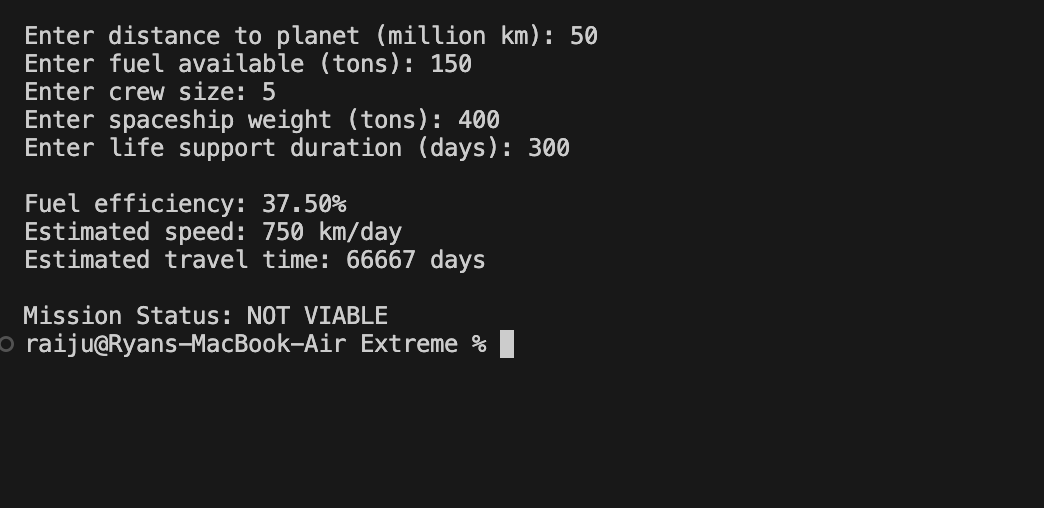 Enter distance to planet (million km): 50
Enter fuel available (tons): 150
Enter crew size: 5
Enter spaceship weight (tons): 400
Enter life support duration (days): 300
Fuel efficiency: 37.50%
Estimated speed: 750 km/day
Estimated travel time: 66667 days
Mission Status: NOT VIABLE
raiju@Ryans-MacBook-Air Extreme %